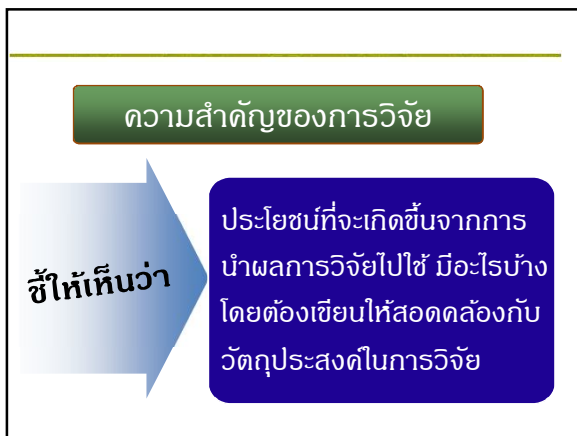 ความสำคัญของการวิจัย
ชี้ให้เห็นว่า
ประโยชน์ที่จะเกิดขึ้นจากการ
นำผลการวิจัยไปใช้ มีอะไรบ้าง
โดยต้องเขียนให้สอดคล้องกับ
วัตถุประสงค์ในการวิจัย